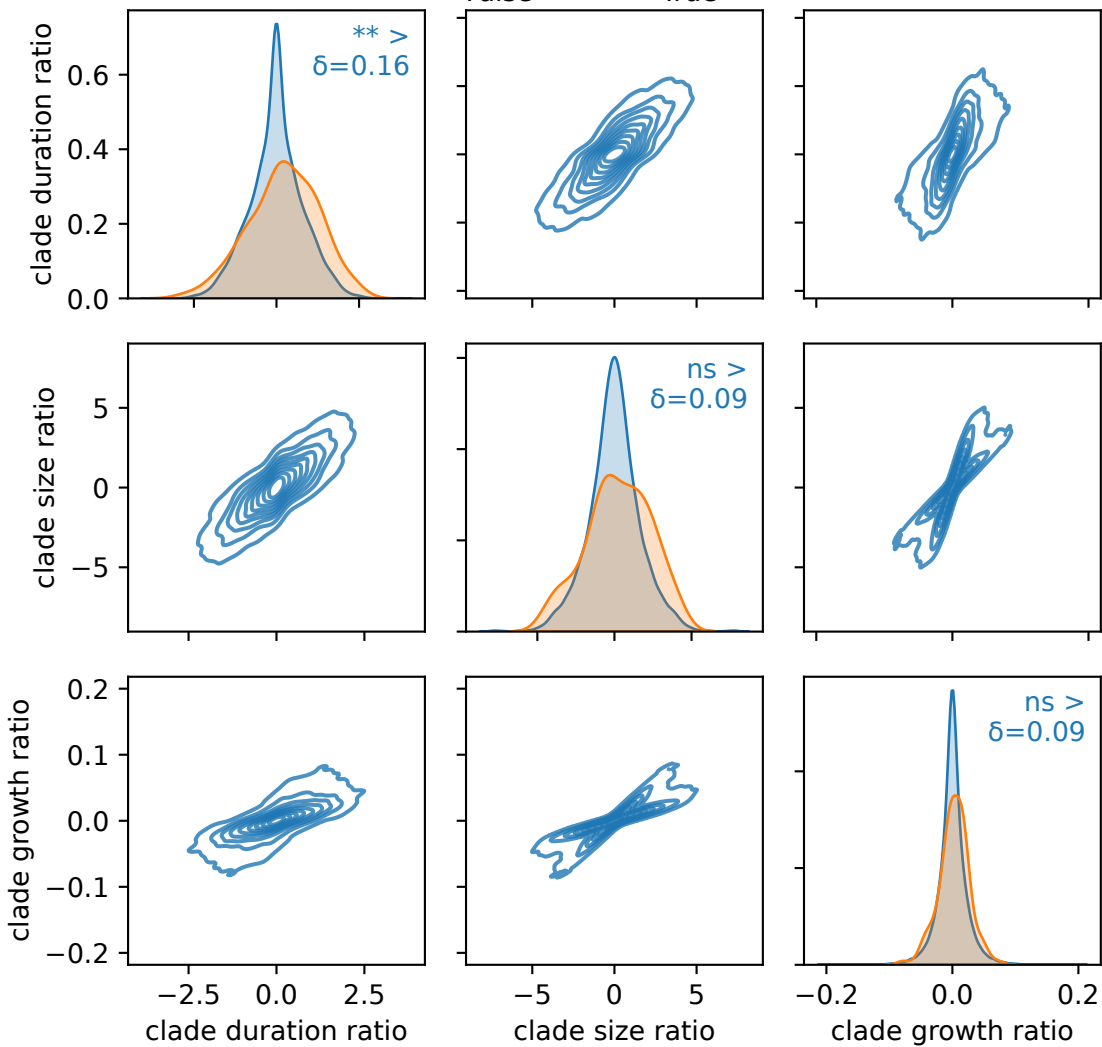 clade duration ratio
0.6
0.4
0.2
0.0
** >
δ=0.16
clade size ratio
5
0
−5
ns >
δ=0.09
clade growth ratio
0.2
0.1
0.0
−0.1
−0.2
ns >
δ=0.09
−2.5 0.0 2.5
−5 0 5
−0.2 0.0 0.2
clade duration ratio
clade size ratio
clade growth ratio